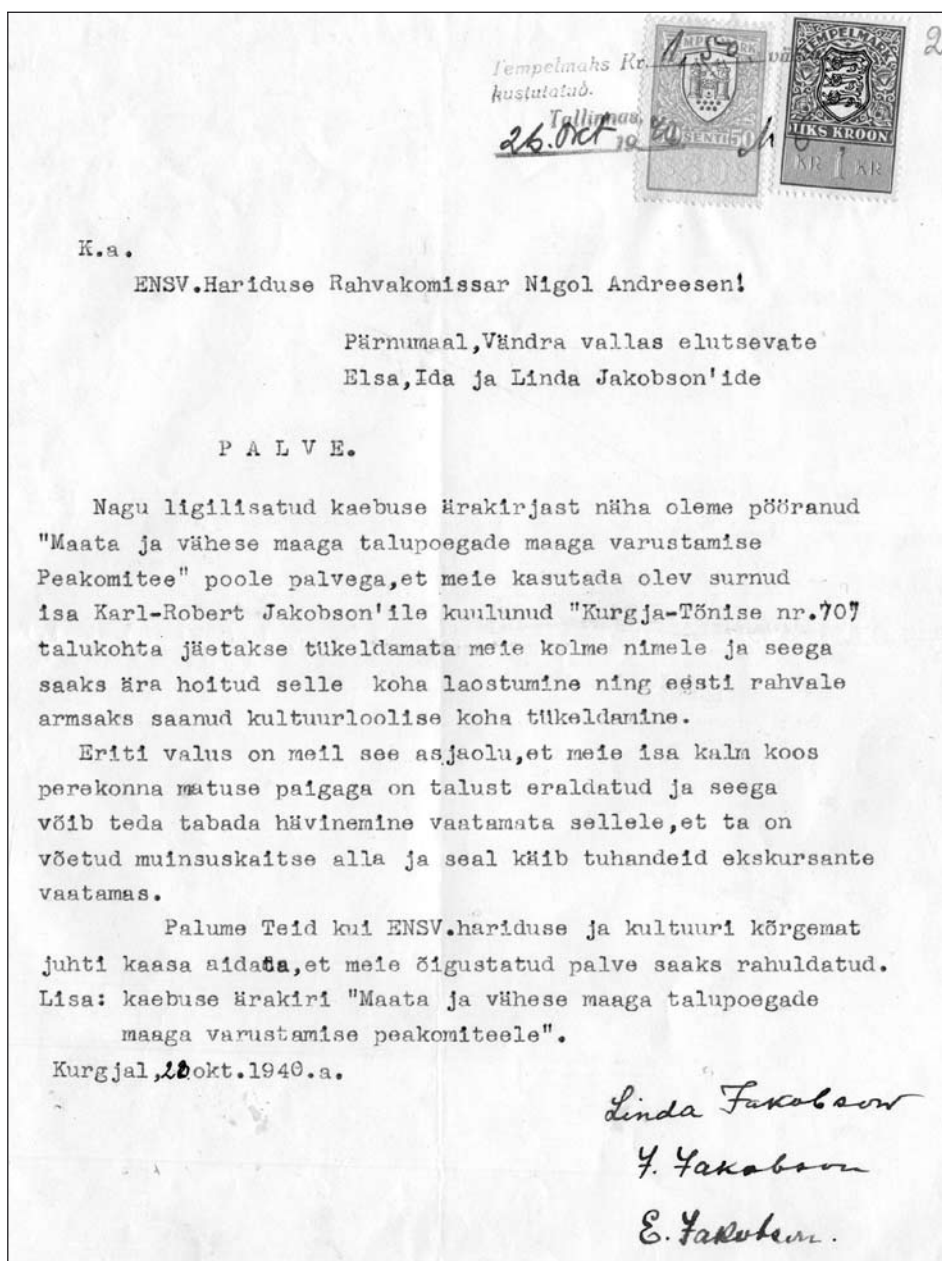 2
Tempelmaks Kr. 1,50
kustutatud.
Tallinnas,
26. Okt 1940
TEMPELMARK
SENTI 50
TEMPELMARK
ÜKS KROON
KR 1 KR
K.a.
ENSV.Hariduse Rahvakomissar Nigol Andreesen!
Pärnumaal,Vändra vallas elutsevate
Elsa,Ida ja Linda Jakobson'ide
P A L V E.
Nagu ligilisatud kaebuse ärakirjast näha oleme pööranud
"Maata ja vähese maaga talupoegade maaga varustamise
Peakomitee" poole palvega,et meie kasutada olev surnud
isa Karl-Robert Jakobson'ile kuulunud "Kurgja-Tõnise nr.707
talukohta jäetakse tükeldamata meie kolme nimele ja seega
saaks ära hoitud selle koha laostumine ning eesti rahvale
armsaks saanud kultuurloolise koha tükeldamine.
Eriti valus on meil see asjaolu,et meie isa kalm koos
perekonna matuse paigaga on talust eraldatud ja seega
võib teda tabada hävinemine vaatamata sellele,et ta on
võetud muinsuskaitse alla ja seal käib tuhandeid ekskursante
vaatamas.
Palume Teid kui ENSV.hariduse ja kultuuri kõrgemat
juhti kaasa aidata,et meie õigustatud palve saaks rahuldatud.
Lisa: kaebuse ärakiri "Maata ja vähese maaga talupoegade
maaga varustamise peakomiteele".
Kurgjal, okt.1940.a.
Linda Jakobson
I. Jakobson
E. Jakobson.